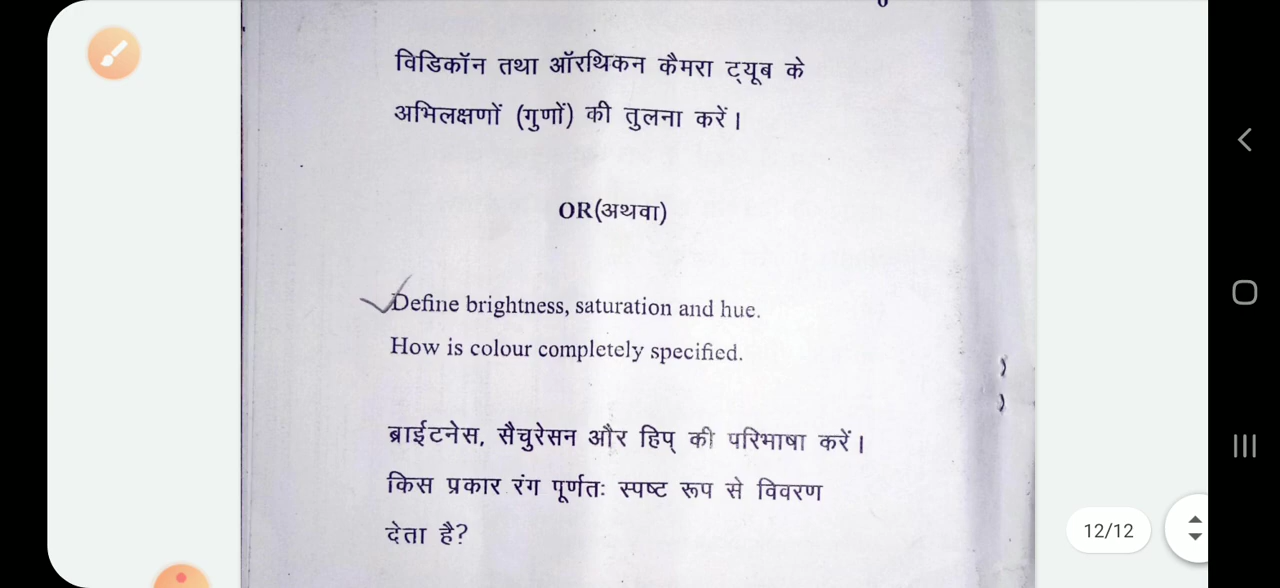 विडिकॉन तथा ऑरथिकन कैमरा ट्यूब के
अभिलक्षणों (गुणों) की तुलना करें।
OR(अथवा)
Define brightness, saturation and hue.
How is colour completely specified.
ब्राईटनेस, सैचुरेसन और हिप् की परिभाषा करें।
किस प्रकार रंग पूर्णतः स्पष्ट रूप से विवरण
देता है?
12/12